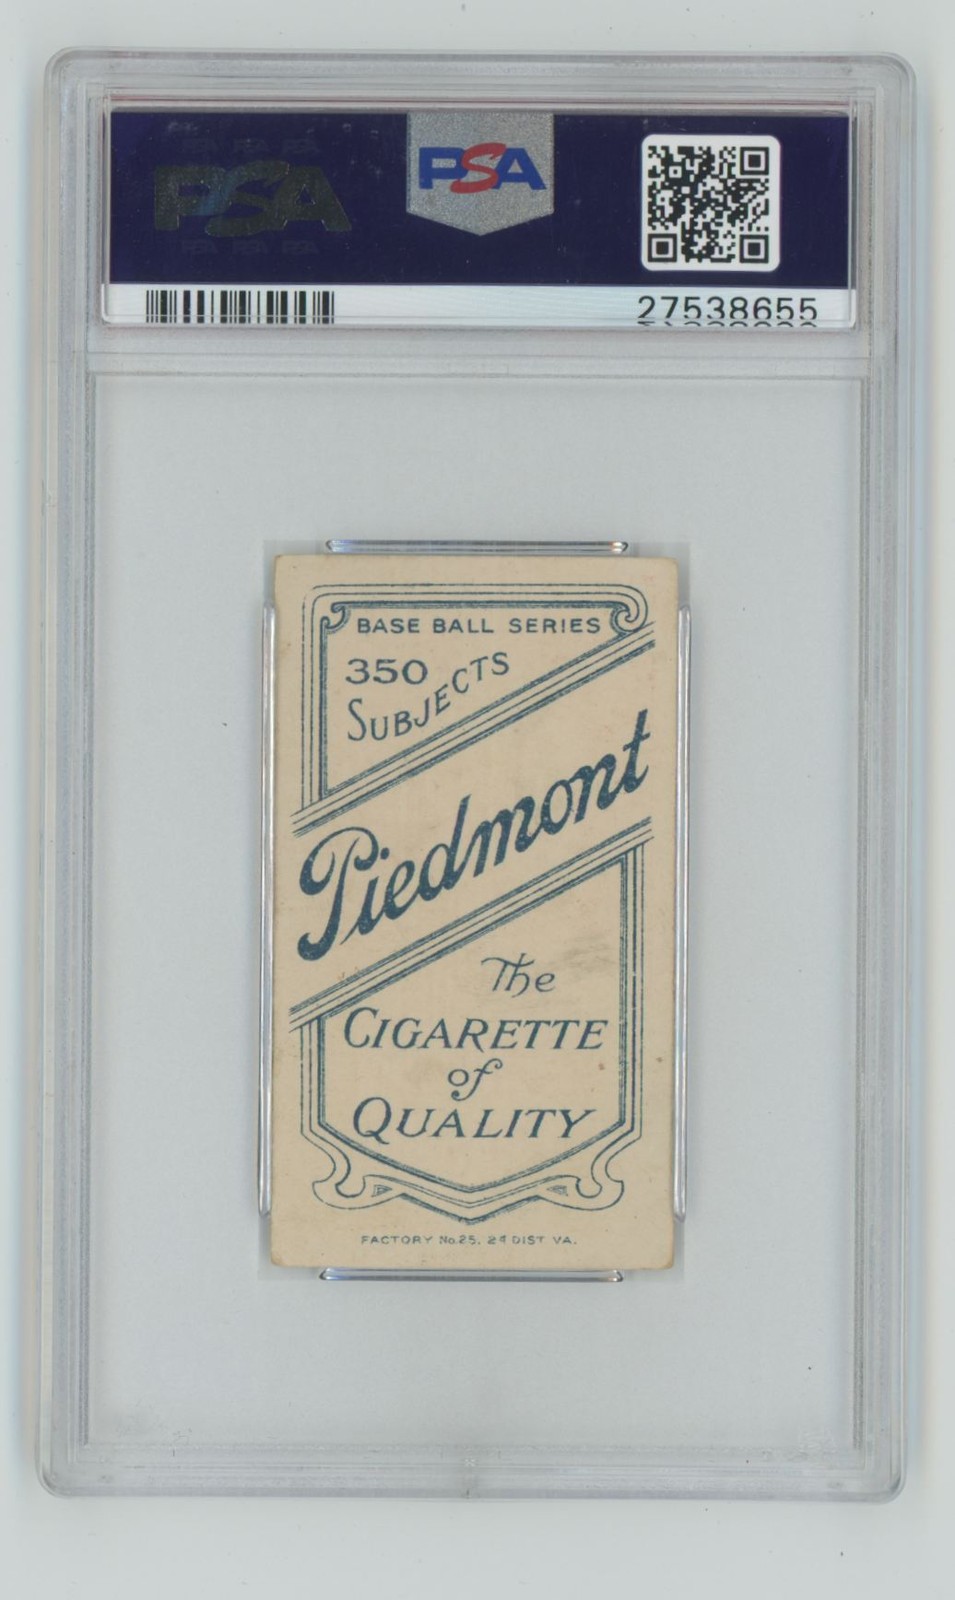 PSA
PSA
27538655
BASE BALL SERIES
350
SUBJECTS
Piedmont
The
CIGARETTE
of
QUALITY
FACTORY No.25, 2d DIST VA.